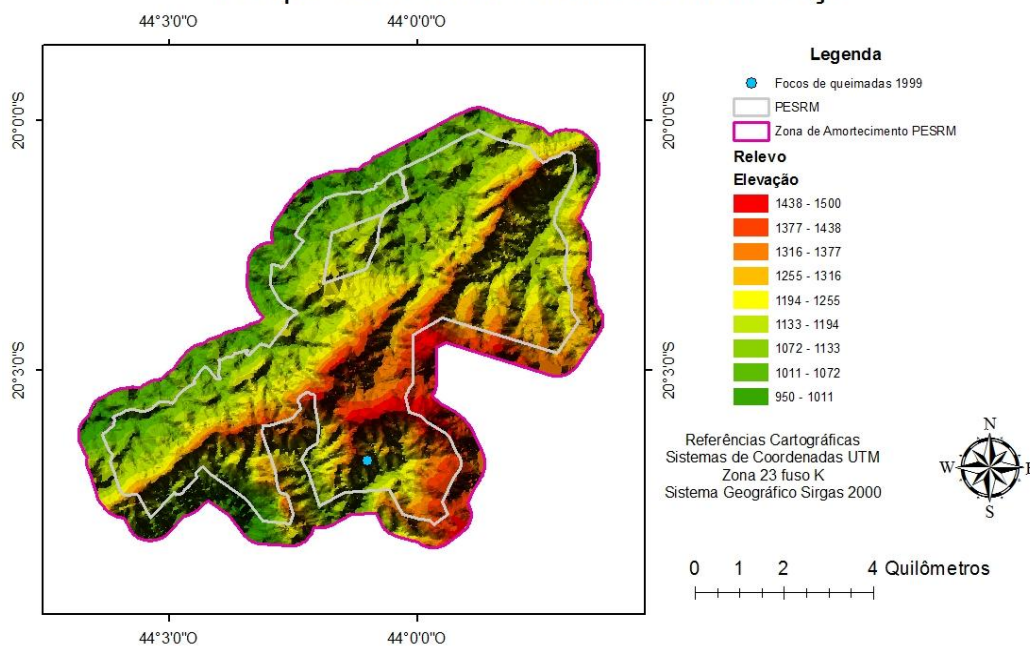 44°3'0"O 44°0'0"O
20°0'0"S
20°0'0"S
20°3'0"S
20°3'0"S
44°3'0"O 44°0'0"O
Legenda
Focos de queimadas 1999
PESRM
Zona de Amortecimento PESRM
Relevo
Elevação
1438 - 1500
1377 - 1438
1316 - 1377
1255 - 1316
1194 - 1255
1133 - 1194
1072 - 1133
1011 - 1072
950 - 1011
Referências Cartográficas
Sistemas de Coordenadas UTM
Zona 23 fuso K
Sistema Geográfico Sirgas 2000
N
W E
S
0 1 2 4 Quilômetros